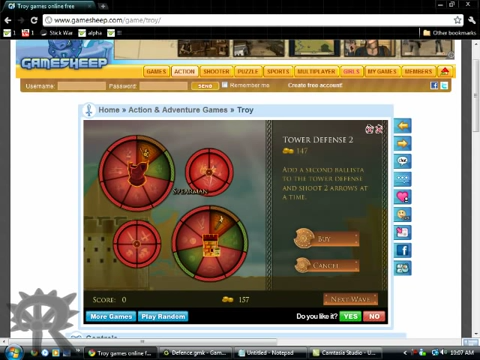 Troy games online free
www.gamesheep.com/game/troy/
1
Stick War
alpha
Other bookmarks
GAMESHEEP
GAMES
ACTION
SHOOTER
PUZZLE
SPORTS
MULTIPLAYER
GIRLS
MY GAMES
MEMBERS
Username:
Password:
SEND
Remember me
Create free account!
Home » Action & Adventure Games » Troy
TOWER DEFENSE 2
147
ADD A SECOND BALLISTA
TO THE TOWER DEFENSE
AND SHOOT 2 ARROWS AT
A TIME.
SPEARMAN
BUY
CANCEL
SCORE: 0
157
NEXT WAVE
More Games
Play Random
Do you like it?
YES
NO
Controls
Troy games online f...
Defence.gmk - Gam...
Untitled - Notepad
Camtasia Studio - U...
10:07 AM